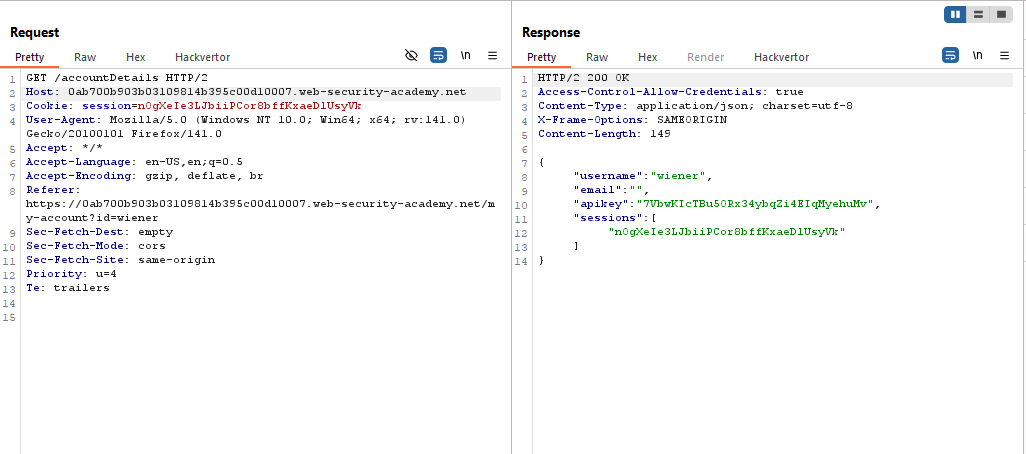 Request
Pretty Raw Hex Hackvertor \n
1 GET /accountDetails HTTP/2
2 Host: 0ab700b903b03109814b395c00d10007.web-security-academy.net
3 Cookie: session=n0gXeIe3LJbiiPCor8bffKxaeDlUsyVk
4 User-Agent: Mozilla/5.0 (Windows NT 10.0; Win64; x64; rv:141.0)
Gecko/20100101 Firefox/141.0
5 Accept: */*
6 Accept-Language: en-US,en;q=0.5
7 Accept-Encoding: gzip, deflate, br
8 Referer:
https://0ab700b903b03109814b395c00d10007.web-security-academy.net/m
y-account?id=wiener
9 Sec-Fetch-Dest: empty
10 Sec-Fetch-Mode: cors
11 Sec-Fetch-Site: same-origin
12 Priority: u=4
13 Te: trailers
14
15
Response
Pretty Raw Hex Render Hackvertor \n
1 HTTP/2 200 OK
2 Access-Control-Allow-Credentials: true
3 Content-Type: application/json; charset=utf-8
4 X-Frame-Options: SAMEORIGIN
5 Content-Length: 149
6
7 {
8 "username":"wiener",
9 "email":"",
10 "apikey":"7VbwKIcTBu50Rx34ybqZi4EIqMyehuMv",
11 "sessions":[
12 "n0gXeIe3LJbiiPCor8bffKxaeDlUsyVk"
13 ]
14 }